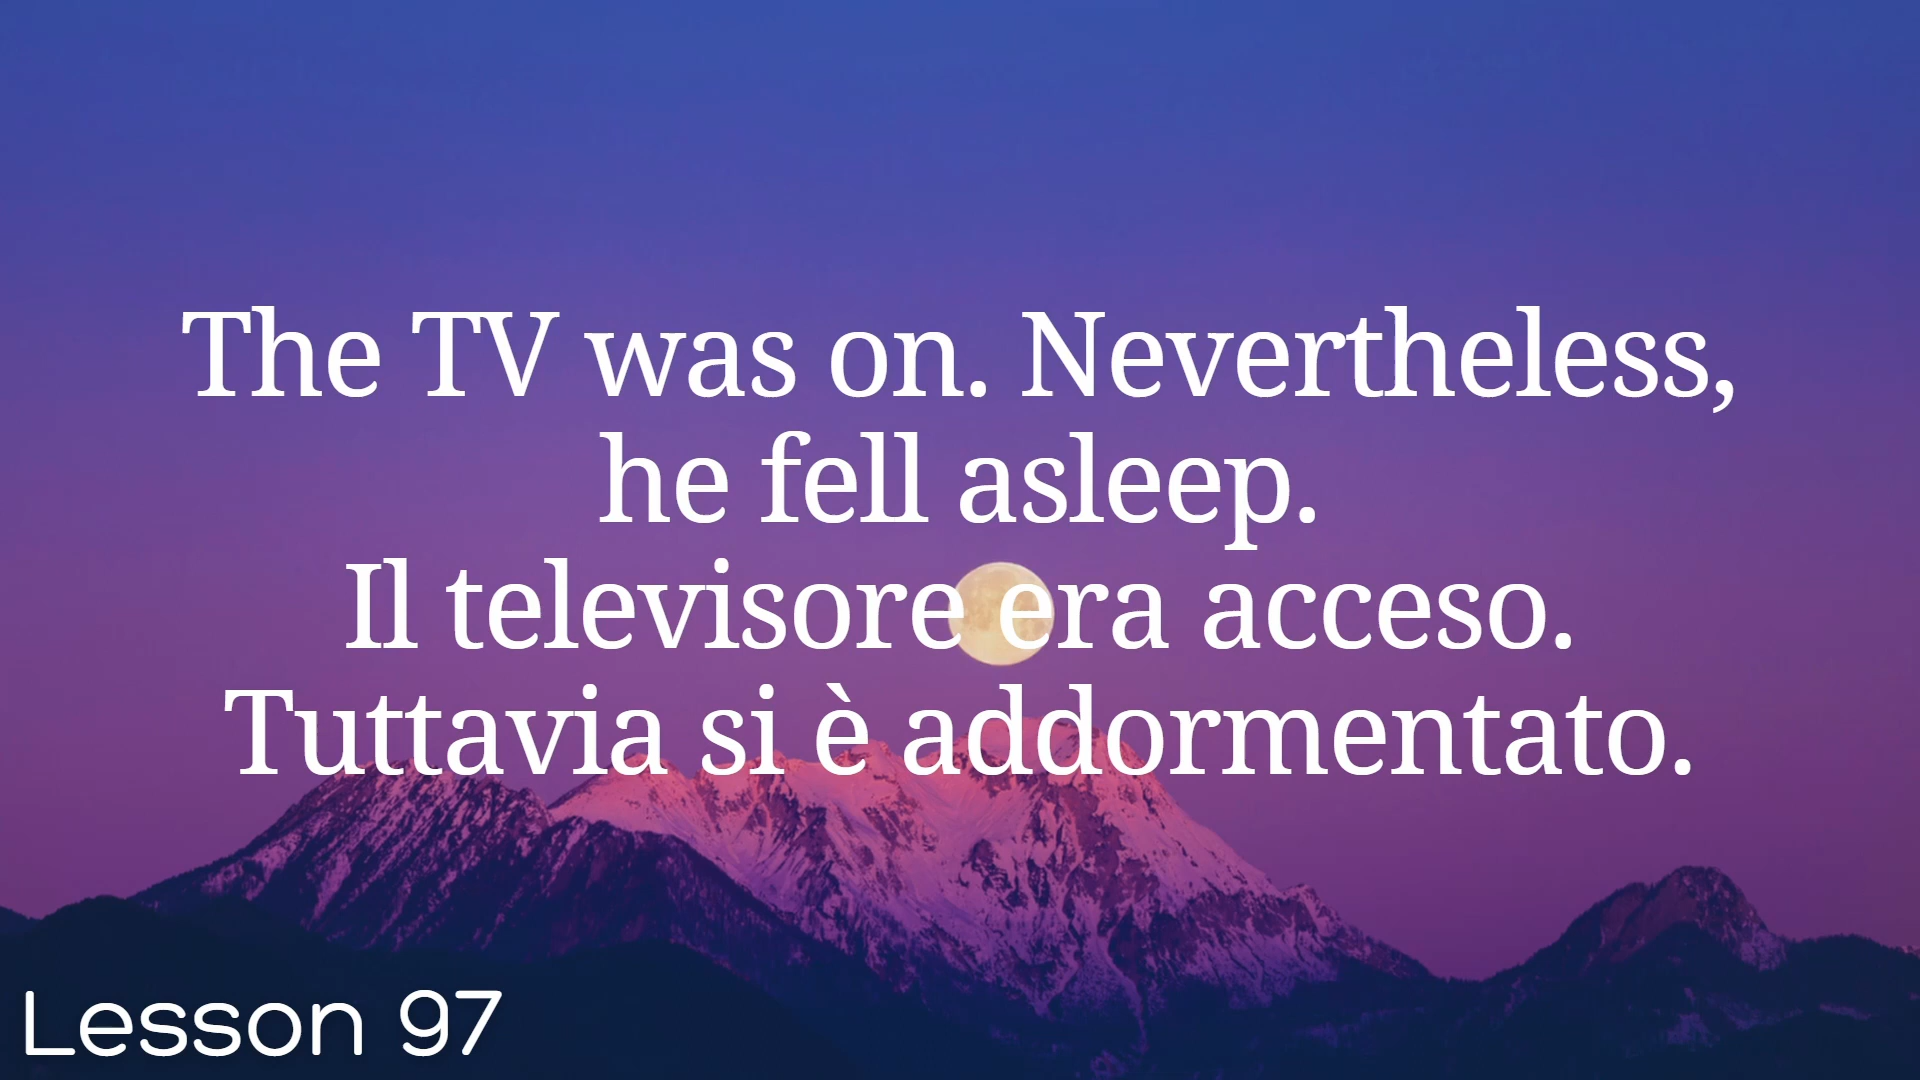 The TV was on. Nevertheless,
he fell asleep.
Il televisore era acceso.
Tuttavia si è addormentato.
Lesson 97